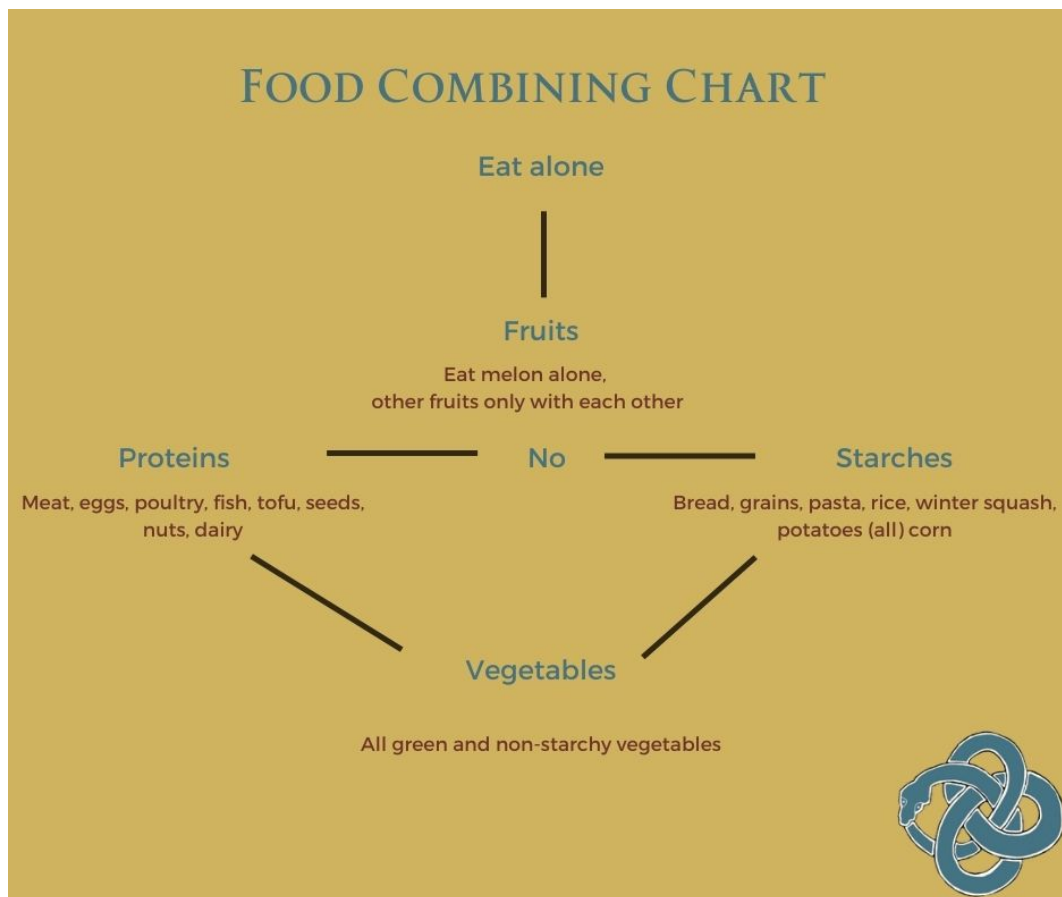 Food Combining Chart
Eat alone
Fruits
Eat melon alone,
other fruits only with each other
Proteins
No
Starches
Meat, eggs, poultry, fish, tofu, seeds,
nuts, dairy
Bread, grains, pasta, rice, winter squash,
potatoes (all) corn
Vegetables
All green and non-starchy vegetables